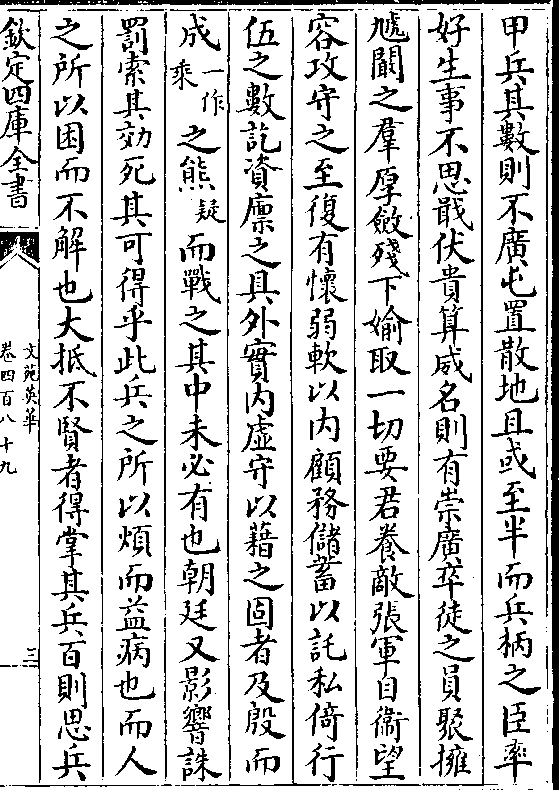 甲兵其數則不廣屯置散地且或至半而兵柄之臣率
好生事不思戢伏貴算威名則有崇廣卒徒之員聚擁
虓闞之羣厚斂殘下媮取一切要君養敵張軍自衞望
容攻守之至復有懷弱軟以内顧務儲蓄以託私倚行
伍之數訖資廩之具外實内虚守以藉之固者及殷而
成一作乘之熊疑而戰之其中未必有也朝廷又影響誅
罰索其効死其可得乎此兵之所以煩而益病也而人
之所以困而不解也大抵不賢者得掌其兵百則思兵
欽定四庫全書
文苑英華
卷四百八十九
三